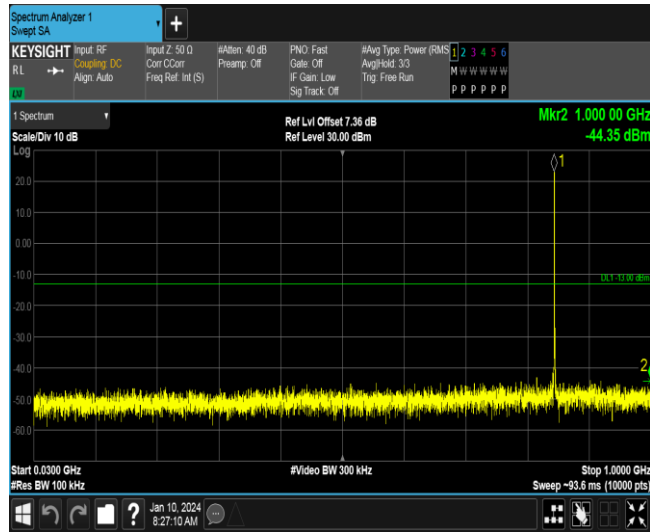 Spectrum Analyzer 1
Swept SA
+
KEYSIGHT Input: RF Input Z: 50 Ω #Atten: 40 dB PNO: Fast #Avg Type: Power (RMS 1 2 3 4 5 6
RL Coupling: DC Corr CCorr Preamp: Off Gate: Off Avg|Hold: 3/3 M W W W W W
Align: Auto Freq Ref: Int (S) IF Gain: Low Trig: Free Run
LXI Sig Track: Off P P P P P P
1 Spectrum
Ref Lvl Offset 7.36 dB Mkr2 1.000 00 GHz
Scale/Div 10 dB Ref Level 30.00 dBm -44.35 dBm
Log
1
20.0
10.0
0.00
-10.0
DL1 -13.00 dBm
-20.0
-30.0
-40.0
2
-50.0
-60.0
Start 0.0300 GHz #Video BW 300 kHz Stop 1.0000 GHz
#Res BW 100 kHz Sweep ~93.6 ms (10000 pts)
? Jan 10, 2024
8:27:10 AM